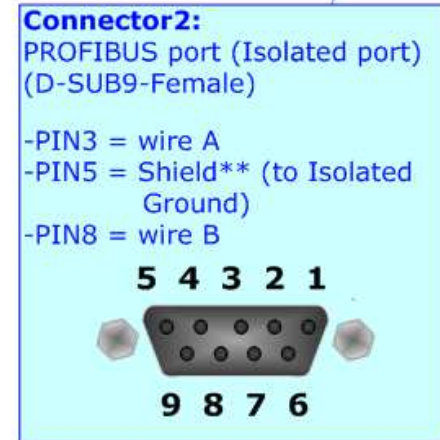 Connector2:
PROFIBUS port (Isolated port)
(D-SUB9-Female)
-PIN3 = wire A
-PIN5 = Shield** (to Isolated
Ground)
-PIN8 = wire B
5 4 3 2 1
9 8 7 6